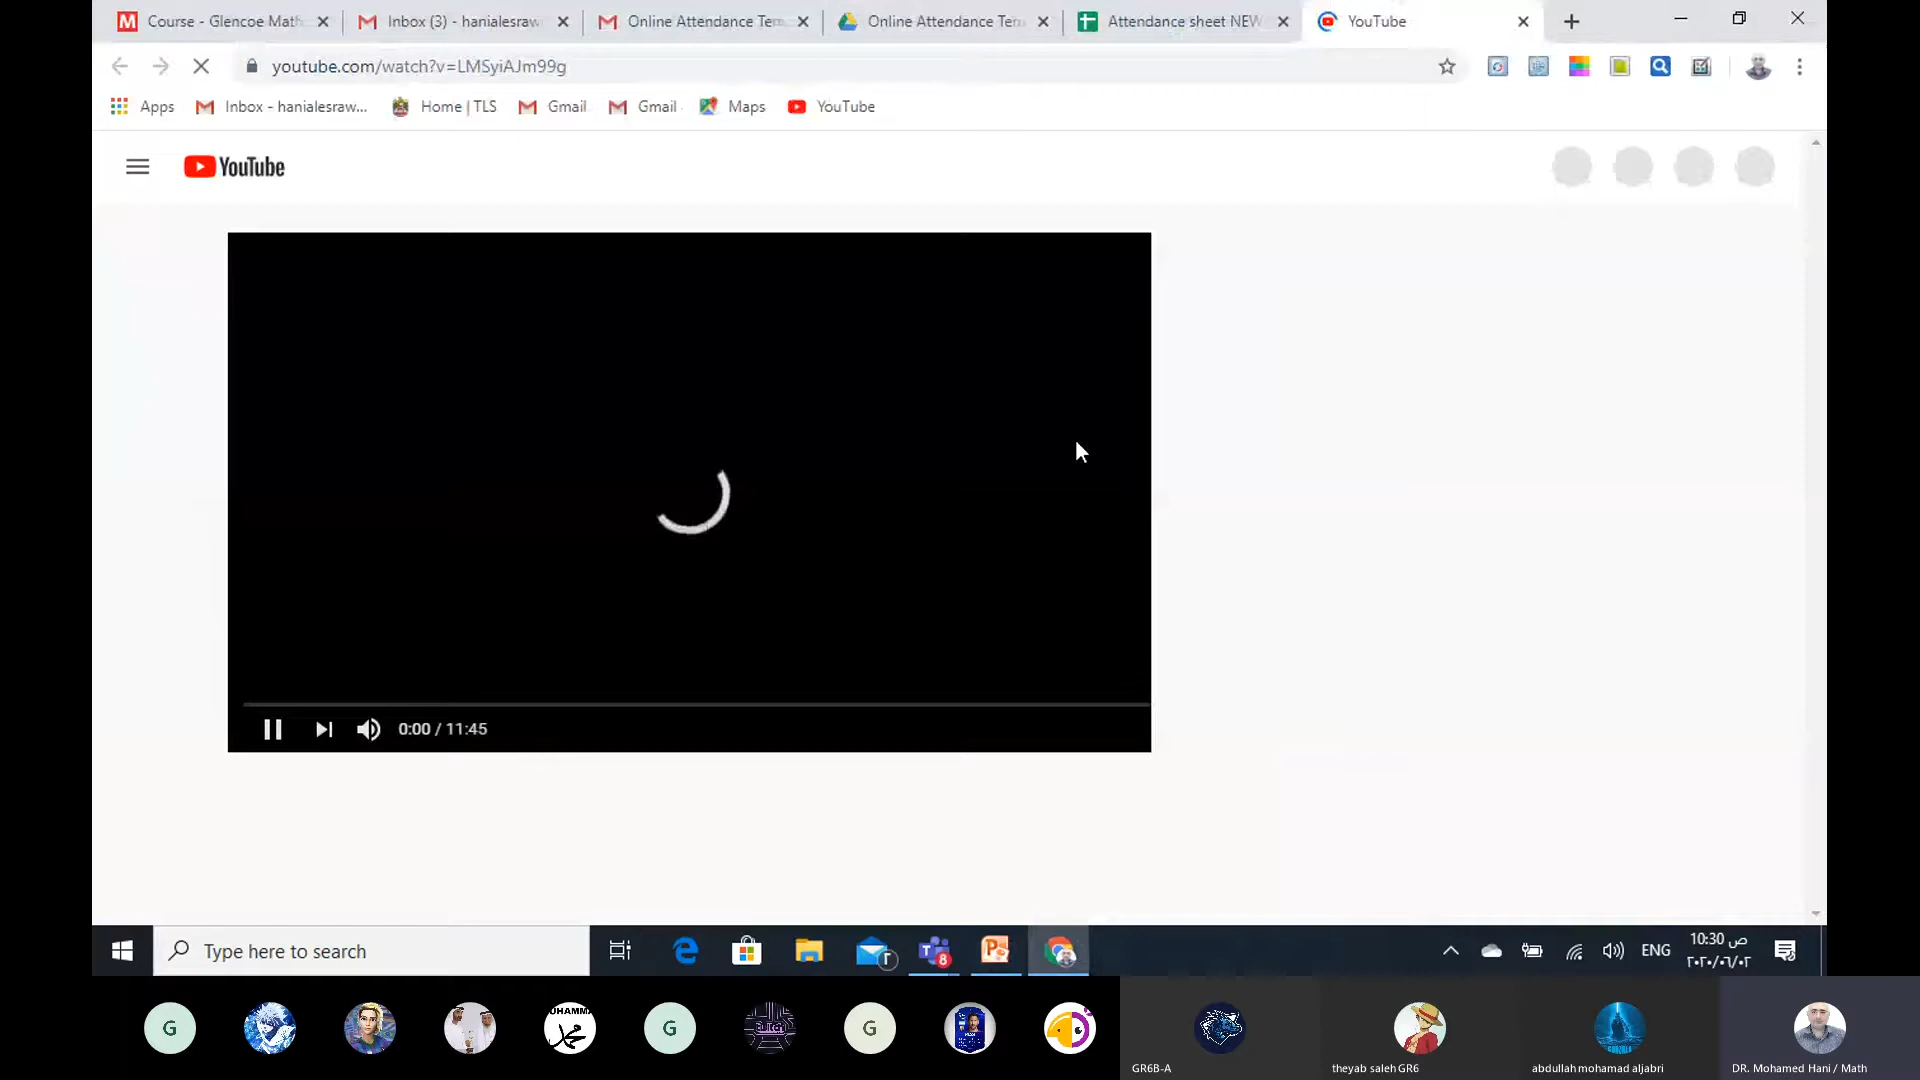 Course - Glencoe Math
Inbox (3) - hanialesraw
Online Attendance Tem
Online Attendance Tem
Attendance sheet NEW
YouTube
youtube.com/watch?v=LMSyiAJm99g
Apps
Inbox - hanialesraw...
Home | TLS
Gmail
Gmail
Maps
YouTube
YouTube
0:00 / 11:45
Type here to search
8
ENG
10:30 ص
٢٠٢٠/٠٦/٠٢
G
G
G
GR6B-A
theyab saleh GR6
abdullah mohamad aljabri
DR. Mohamed Hani / Math